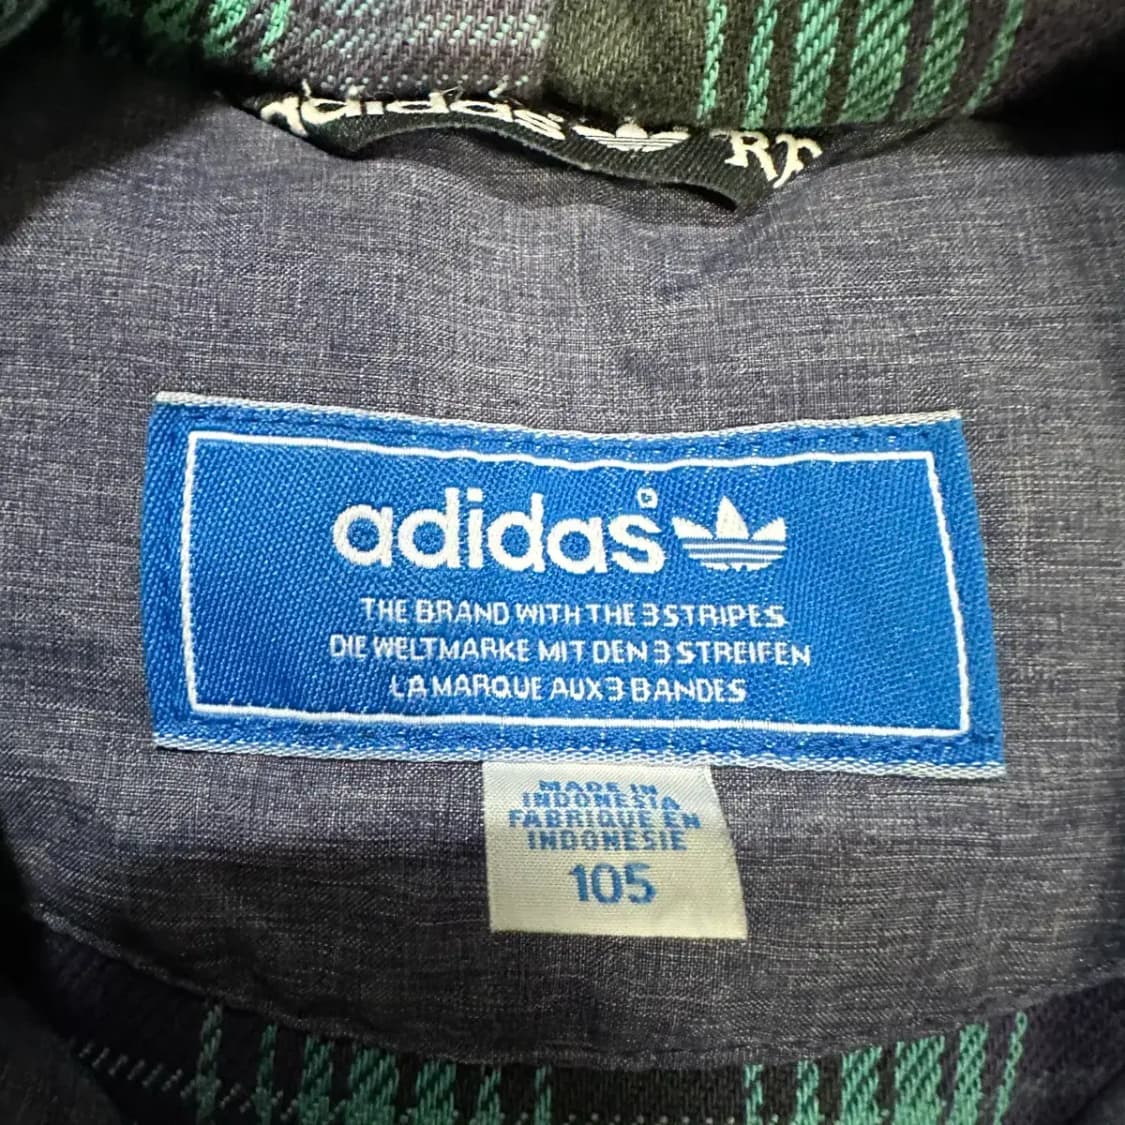 adidas
adidas
THE BRAND WITH THE 3 STRIPES
DIE WELTMARKE MIT DEN 3 STREIFEN
LA MARQUE AUX 3 BANDES
MADE IN
INDONESIA
FABRIQUE EN
INDONESIE
105